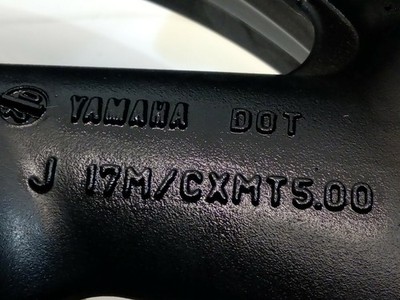 YAMAHA DOT
J 17M/CXMT5.00